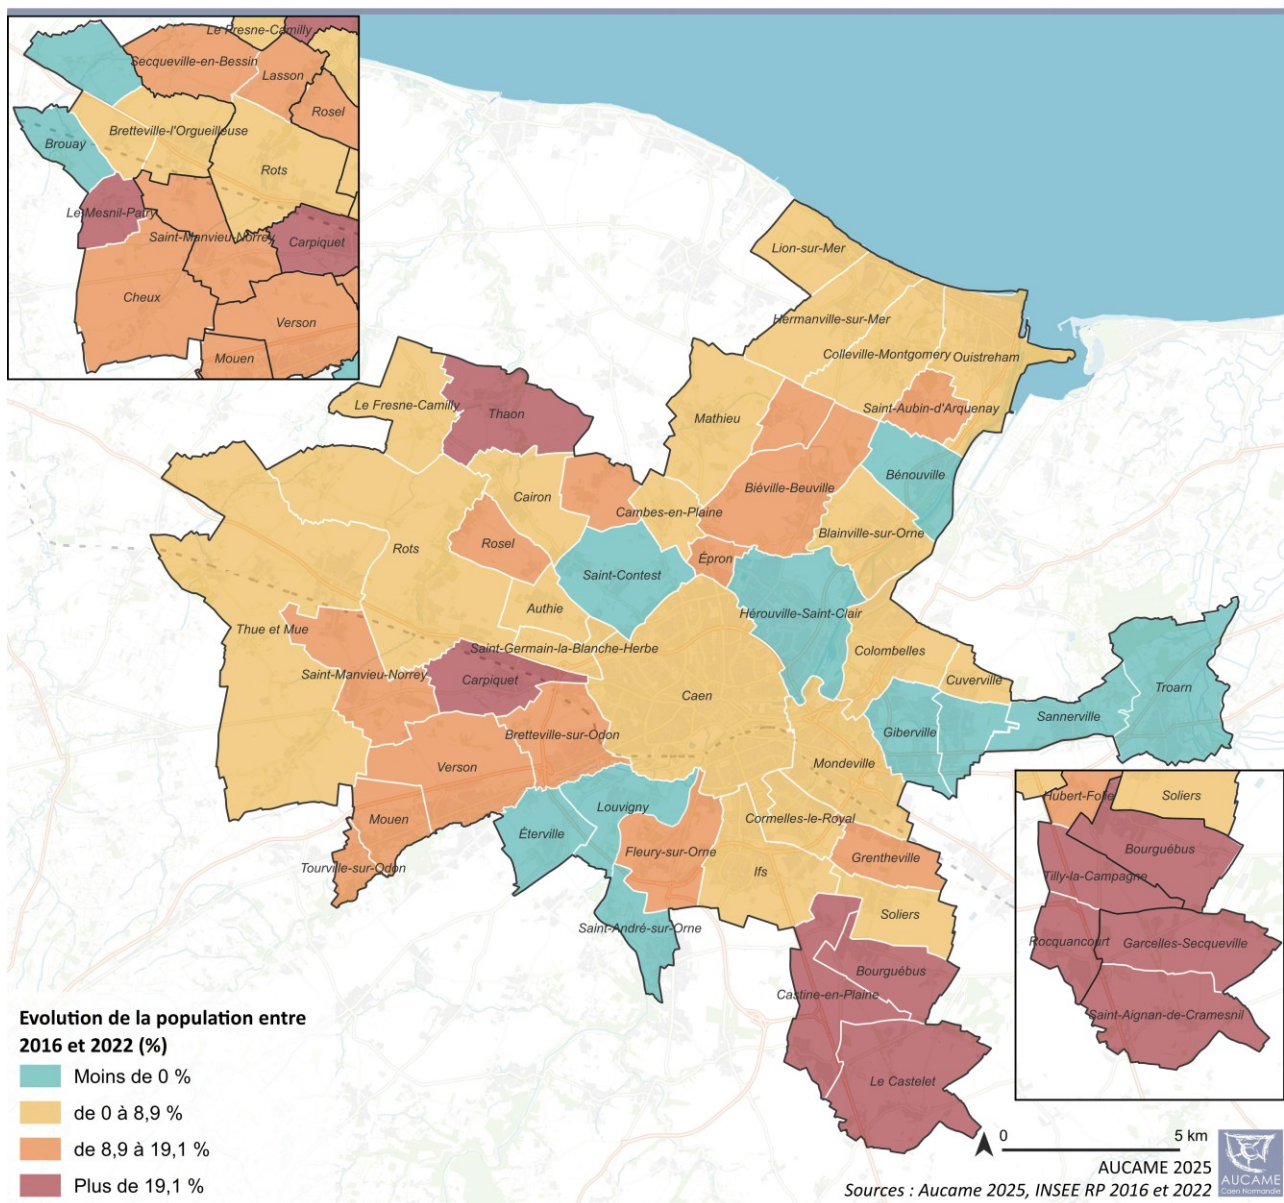 Le Fresne-Camilly
Secqueville-en-Bessin
Lasson
Rosel
Bretteville-l'Orgueilleuse
Brouay
Rots
Le Mesnil-Patry
Saint-Manvieu-Norrey
Carpiquet
Cheux
Verson
Mouen
Lion-sur-Mer
Hermanville-sur-Mer
Colleville-Montgomery
Ouistreham
Le Fresne-Camilly
Thaon
Mathieu
Saint-Aubin-d'Arquenay
Cairon
Bénouville
Biéville-Beuville
Cambes-en-Plaine
Blainville-sur-Orne
Rots
Rosel
Épron
Saint-Contest
Authie
Hérouville-Saint-Clair
Thue et Mue
Saint-Germain-la-Blanche-Herbe
Colombelles
Saint-Manvieu-Norrey
Carpiquet
Cuverville
Caen
Troarn
Sannerville
Bretteville-sur-Odon
Giberville
Verson
Mondeville
Louvigny
Mouen
Cormelles-le-Royal
Éterville
Fleury-sur-Orne
Grentheville
Tourville-sur-Odon
Ifs
Soliers
Saint-André-sur-Orne
Bourguébus
Castine-en-Plaine
Le Castelet
Hubert-Folie
Soliers
Bourguébus
Tilly-la-Campagne
Rocquancourt
Garcelles-Secqueville
Saint-Aignan-de-Cramesnil
Evolution de la population entre
2016 et 2022 (%)
Moins de 0 %
de 0 à 8,9 %
de 8,9 à 19,1 %
Plus de 19,1 %
0 5 km
AUCAME 2025
Sources : Aucame 2025, INSEE RP 2016 et 2022
AUCAME
Caen Normandie